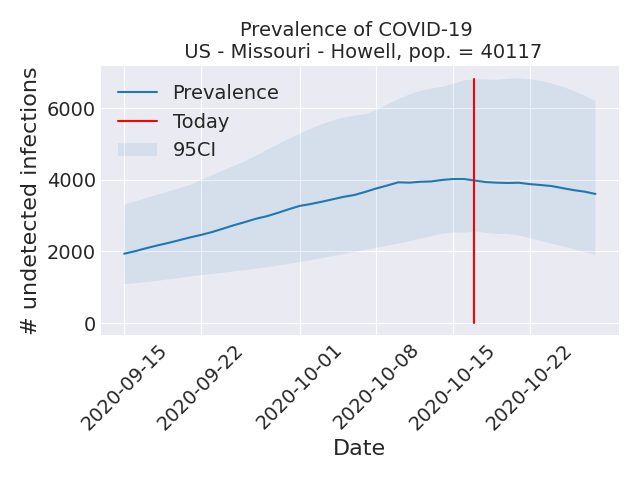 Prevalence of COVID-19
US - Missouri - Howell, pop. = 40117
# undetected infections
6000
4000
2000
0
Prevalence
Today
95CI
2020-09-15
2020-09-22
2020-10-01
2020-10-08
2020-10-15
2020-10-22
Date